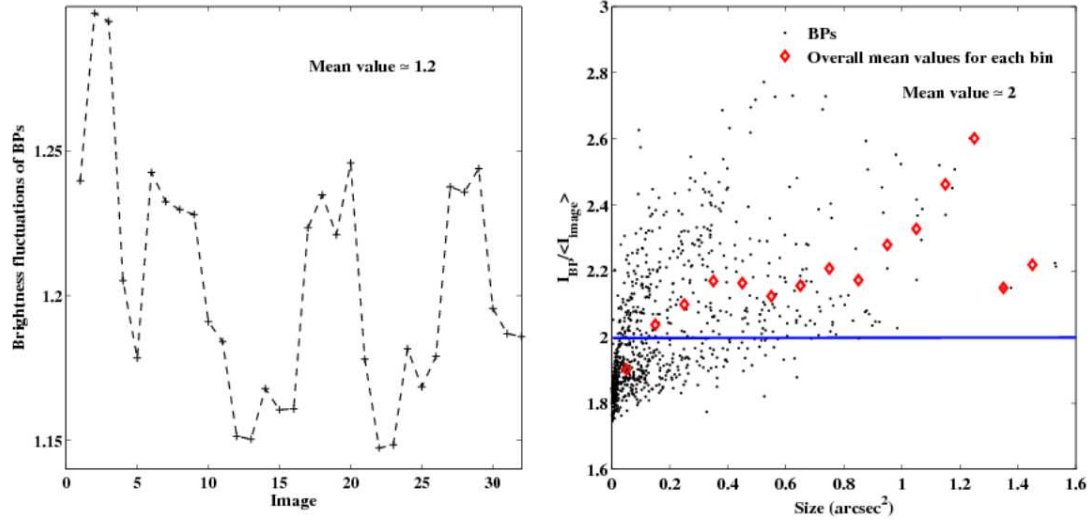 Brightness fluctuations of BPs
Mean value ≃ 1.2
1.25
1.2
1.15
0 5 10 15 20 25 30
Image
I_BP/<I_image>
3
2.8
2.6
2.4
2.2
2
1.8
1.6
BPs
Overall mean values for each bin
Mean value ≃ 2
0 0.2 0.4 0.6 0.8 1 1.2 1.4 1.6
Size (arcsec²)